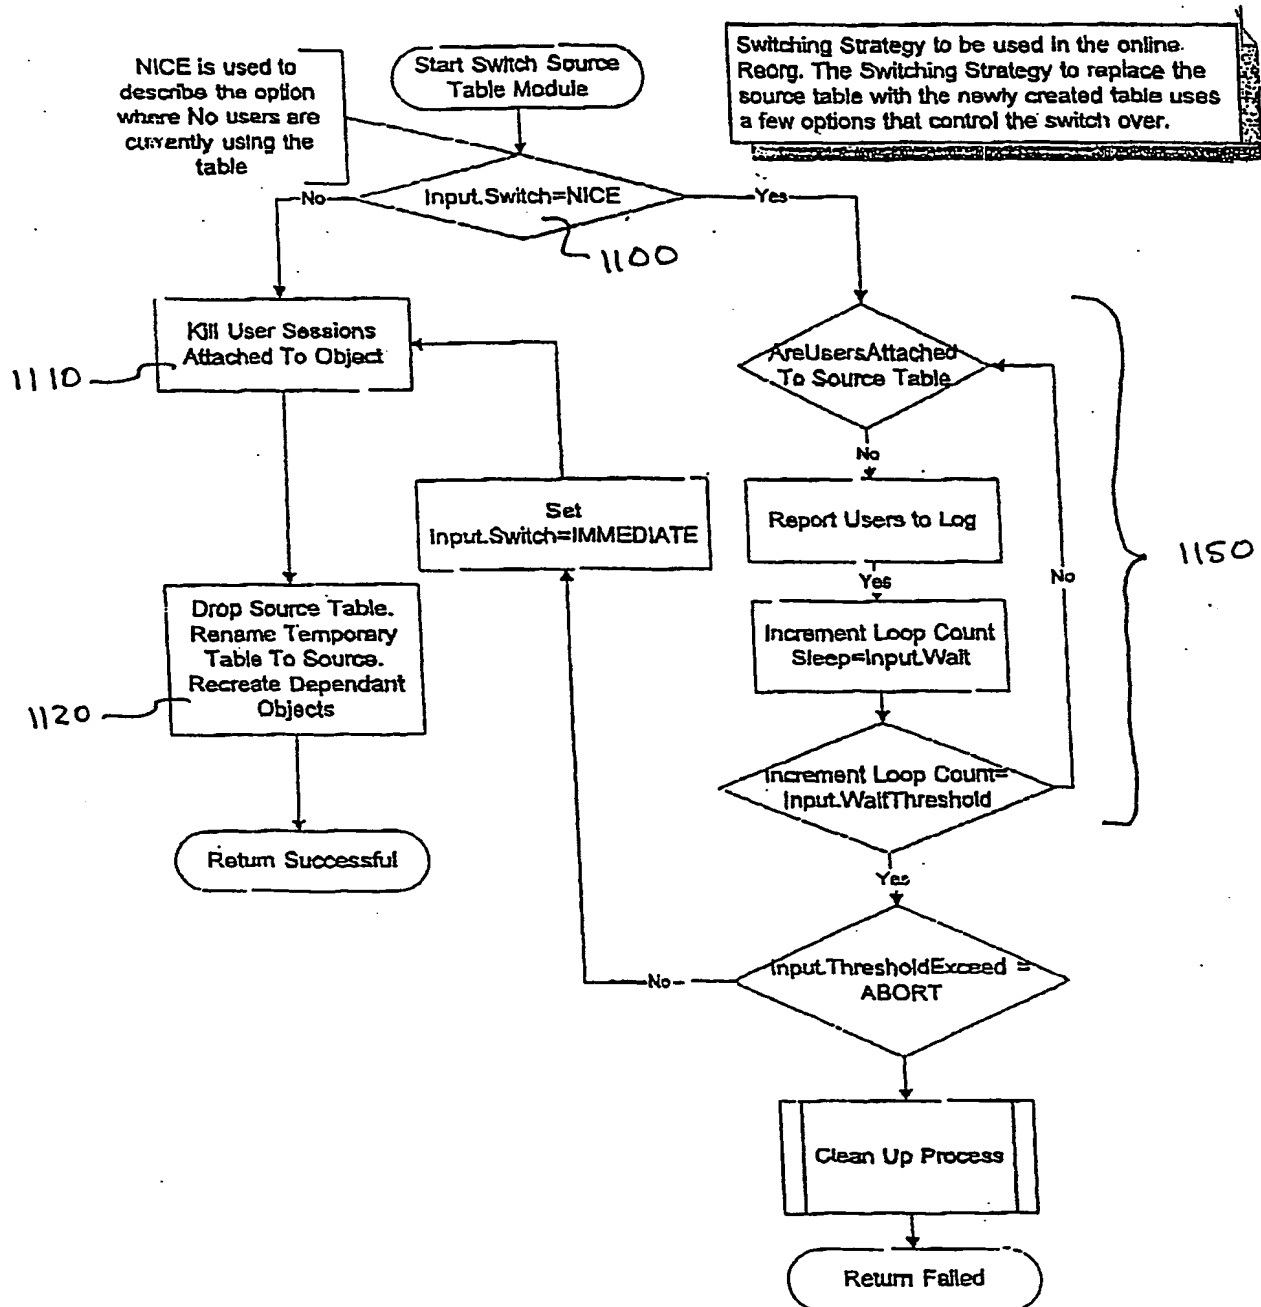 NICE is used to
describe the option
where No users are
currently using the
table
Start Switch Source
Table Module
Switching Strategy to be used in the online.
Reorg. The Switching Strategy to replace the
source table with the newly created table uses
a few options that control the switch over.
Input.Switch=NICE
No
Yes
1100
Kill User Sessions
Attached To Object
1110
AreUsersAttached
To Source Table
No
Set
Input.Switch=IMMEDIATE
Report Users to Log
1150
No
Yes
Drop Source Table.
Rename Temporary
Table To Source.
Recreate Dependant
Objects
1120
Increment Loop Count
Sleep=Input.Wait
Increment Loop Count=
Input.WaitThreshold
Return Successful
Yes
Input.ThresholdExceed =
ABORT
No
Clean Up Process
Return Failed